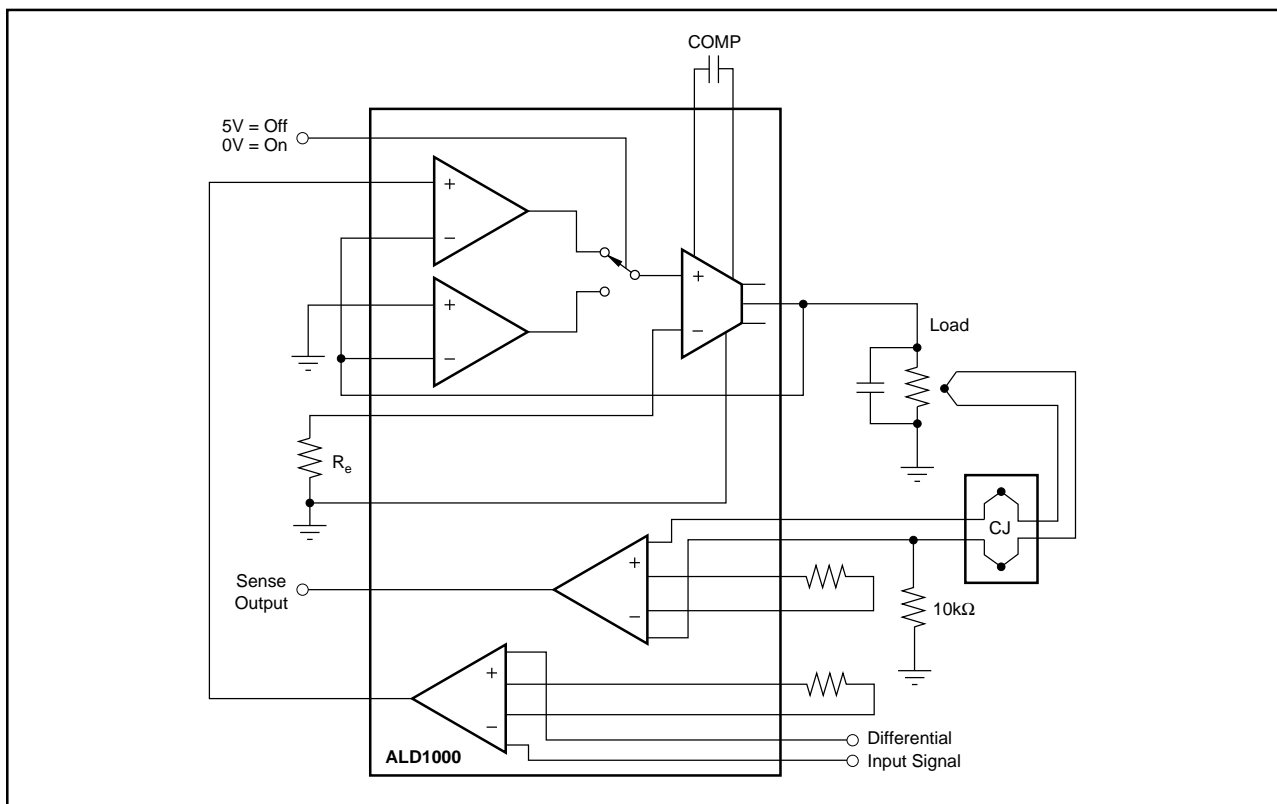 COMP
5V = Off
0V = On
+
−
+
−
+
−
Load
Re
CJ
+
−
Sense
Output
10kΩ
+
−
Differential
Input Signal
ALD1000